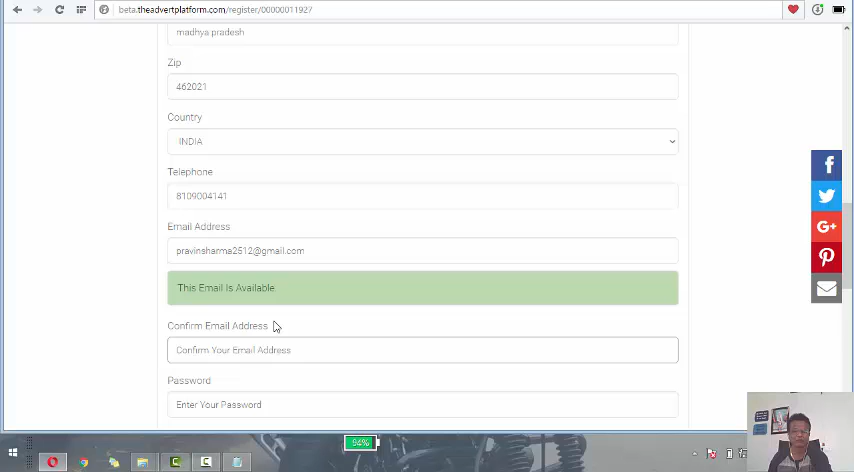 beta.theadvertplatform.com/register/00000011927
madhya pradesh
Zip
462021
Country
INDIA
Telephone
8109004141
Email Address
pravinsharma2512@gmail.com
This Email Is Available
Confirm Email Address
Confirm Your Email Address
Password
Enter Your Password
94%